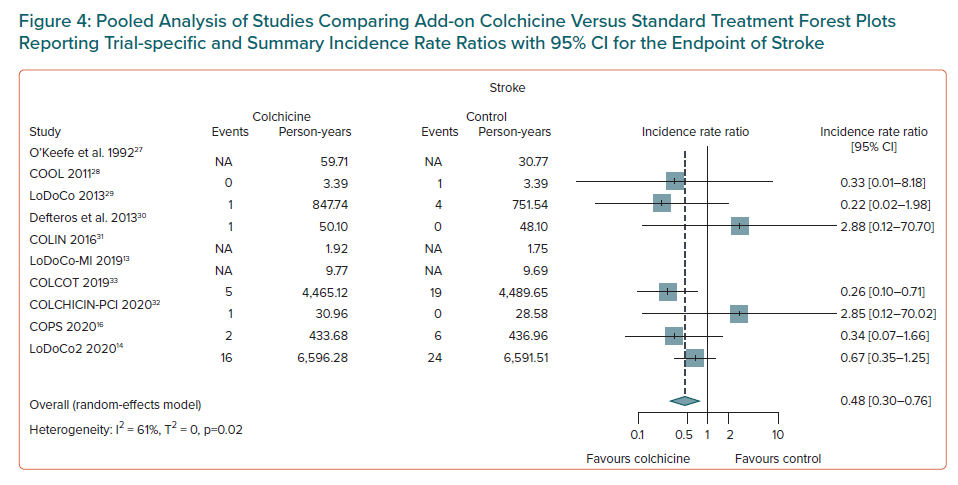 Figure 4: Pooled Analysis of Studies Comparing Add-on Colchicine Versus Standard Treatment Forest Plots
Reporting Trial-specific and Summary Incidence Rate Ratios with 95% CI for the Endpoint of Stroke
Stroke
Colchicine Control
Study Events Person-years Events Person-years Incidence rate ratio Incidence rate ratio
[95% CI]
O'Keefe et al. 1992²⁷ NA 59.71 NA 30.77
COOL 2011²⁸ 0 3.39 1 3.39 0.33 [0.01–8.18]
LoDoCo 2013²⁹ 1 847.74 4 751.54 0.22 [0.02–1.98]
Defteros et al. 2013³⁰ 1 50.10 0 48.10 2.88 [0.12–70.70]
COLIN 2016³¹ NA 1.92 NA 1.75
LoDoCo-MI 2019¹³ NA 9.77 NA 9.69
COLCOT 2019³³ 5 4,465.12 19 4,489.65 0.26 [0.10–0.71]
COLCHICIN-PCI 2020³² 1 30.96 0 28.58 2.85 [0.12–70.02]
COPS 2020¹⁶ 2 433.68 6 436.96 0.34 [0.07–1.66]
LoDoCo2 2020¹⁴ 16 6,596.28 24 6,591.51 0.67 [0.35–1.25]
Overall (random-effects model) 0.48 [0.30–0.76]
Heterogeneity: I² = 61%, T² = 0, p=0.02
0.1 0.5 1 2 10
Favours colchicine Favours control